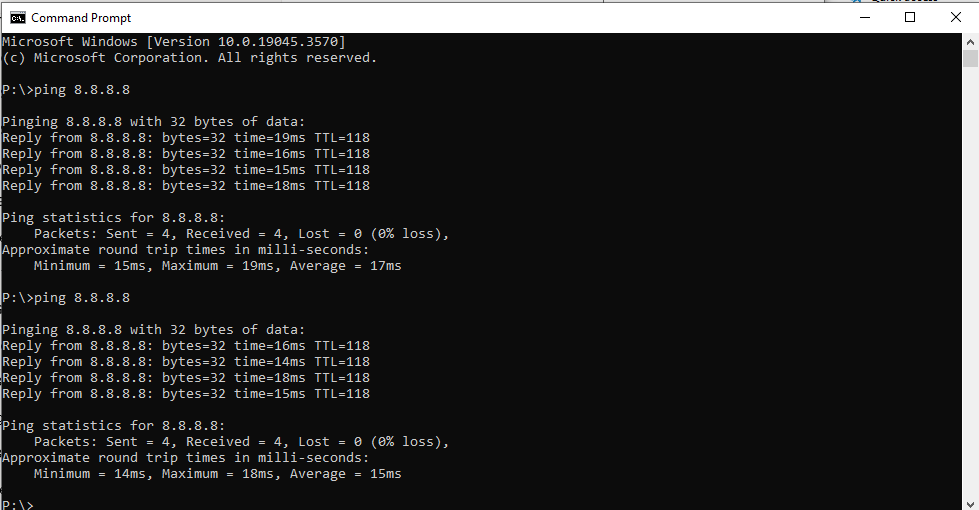 Command Prompt
Microsoft Windows [Version 10.0.19045.3570]
(c) Microsoft Corporation. All rights reserved.
P:\>ping 8.8.8.8
Pinging 8.8.8.8 with 32 bytes of data:
Reply from 8.8.8.8: bytes=32 time=19ms TTL=118
Reply from 8.8.8.8: bytes=32 time=16ms TTL=118
Reply from 8.8.8.8: bytes=32 time=15ms TTL=118
Reply from 8.8.8.8: bytes=32 time=18ms TTL=118
Ping statistics for 8.8.8.8:
    Packets: Sent = 4, Received = 4, Lost = 0 (0% loss),
Approximate round trip times in milli-seconds:
    Minimum = 15ms, Maximum = 19ms, Average = 17ms
P:\>ping 8.8.8.8
Pinging 8.8.8.8 with 32 bytes of data:
Reply from 8.8.8.8: bytes=32 time=16ms TTL=118
Reply from 8.8.8.8: bytes=32 time=14ms TTL=118
Reply from 8.8.8.8: bytes=32 time=18ms TTL=118
Reply from 8.8.8.8: bytes=32 time=15ms TTL=118
Ping statistics for 8.8.8.8:
    Packets: Sent = 4, Received = 4, Lost = 0 (0% loss),
Approximate round trip times in milli-seconds:
    Minimum = 14ms, Maximum = 18ms, Average = 15ms
P:\>